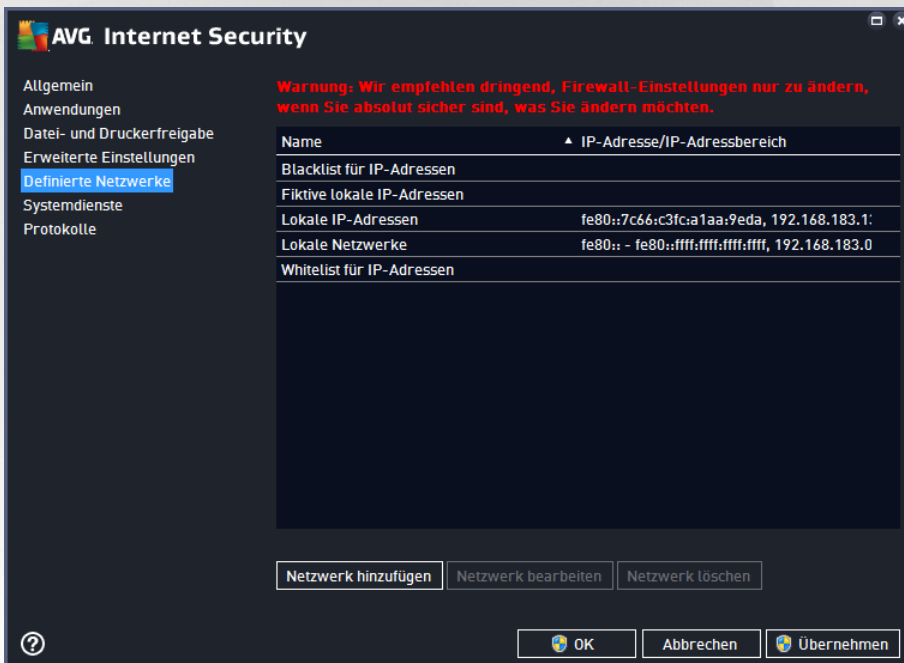 AVG Internet Security
Allgemein
Anwendungen
Datei- und Druckerfreigabe
Erweiterte Einstellungen
Definierte Netzwerke
Systemdienste
Protokolle
Warnung: Wir empfehlen dringend, Firewall-Einstellungen nur zu ändern,
wenn Sie absolut sicher sind, was Sie ändern möchten.
Name IP-Adresse/IP-Adressbereich
Blacklist für IP-Adressen
Fiktive lokale IP-Adressen
Lokale IP-Adressen fe80::7c66:c3fc:a1aa:9eda, 192.168.183.1
Lokale Netzwerke fe80:: - fe80::ffff:ffff:ffff:ffff, 192.168.183.0
Whitelist für IP-Adressen
Netzwerk hinzufügen Netzwerk bearbeiten Netzwerk löschen
? OK Abbrechen Übernehmen